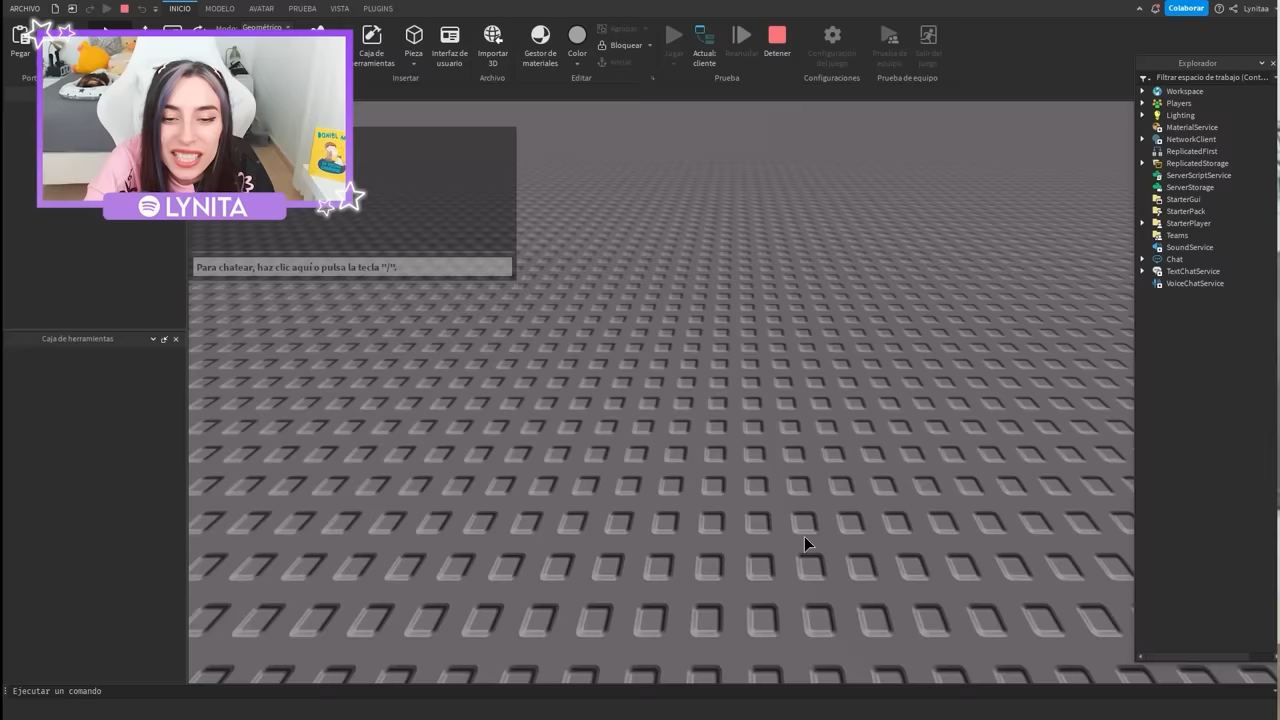 ARCHIVO
INICIO
MODELO
AVATAR
PRUEBA
VISTA
PLUGINS
Colaborar
Lynitaa
Pegar
Modo:
Geométrico
Caja de
herramientas
Pieza
Interfaz de
usuario
Importar
3D
Gestor de
materiales
Color
Agrupar
Bloquear
Anclar
Jugar
Actual:
cliente
Reanudar
Detener
Configuración
del juego
Prueba de
equipo
Salir del
juego
Insertar
Archivo
Editar
Prueba
Configuraciones
Prueba de equipo
LYNITA
Para chatear, haz clic aquí o pulsa la tecla "/".
Caja de herramientas
Explorador
Filtrar espacio de trabajo (Cont...
Workspace
Players
Lighting
MaterialService
NetworkClient
ReplicatedFirst
ReplicatedStorage
ServerScriptService
ServerStorage
StarterGui
StarterPack
StarterPlayer
Teams
SoundService
Chat
TextChatService
VoiceChatService
Ejecutar un comando